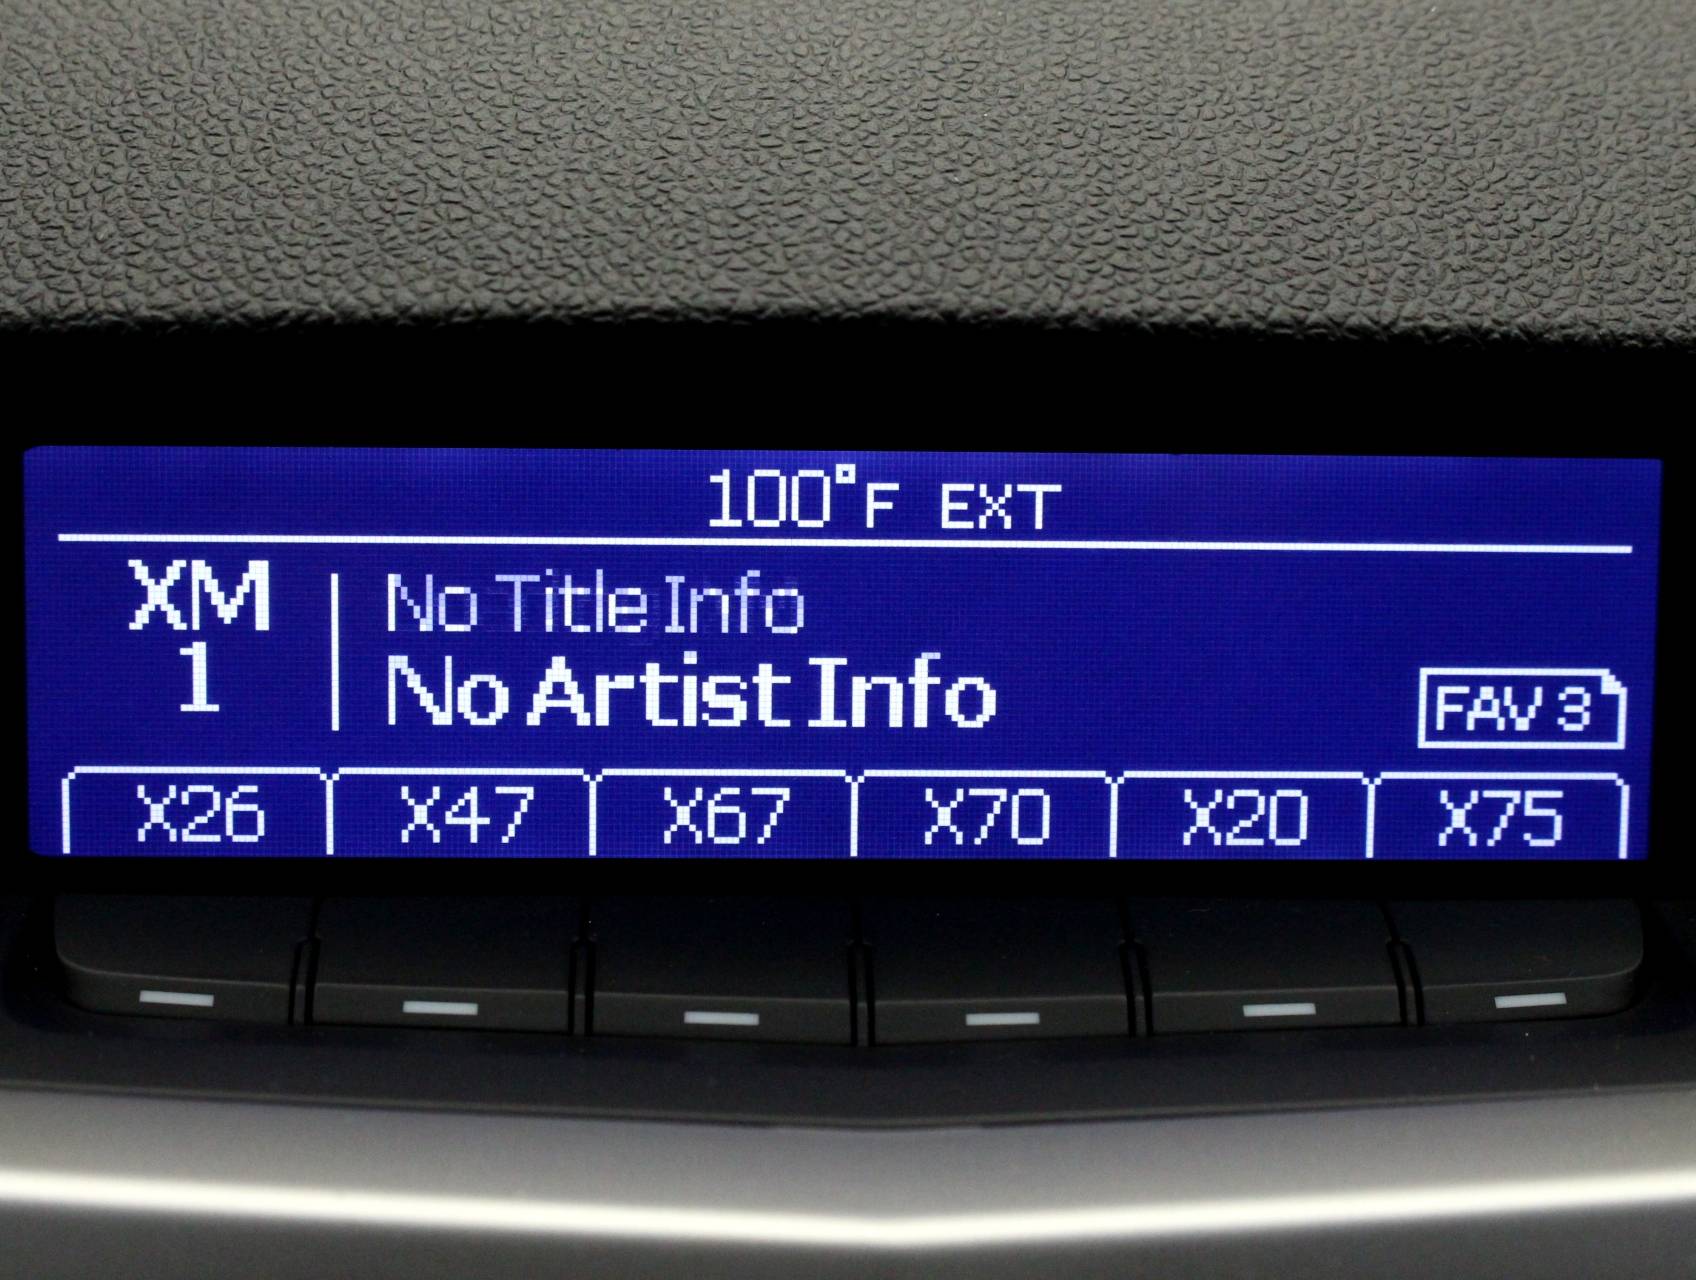 100°F EXT
XM
1
No Title Info
No Artist Info
FAV 3
X26 X47 X67 X70 X20 X75